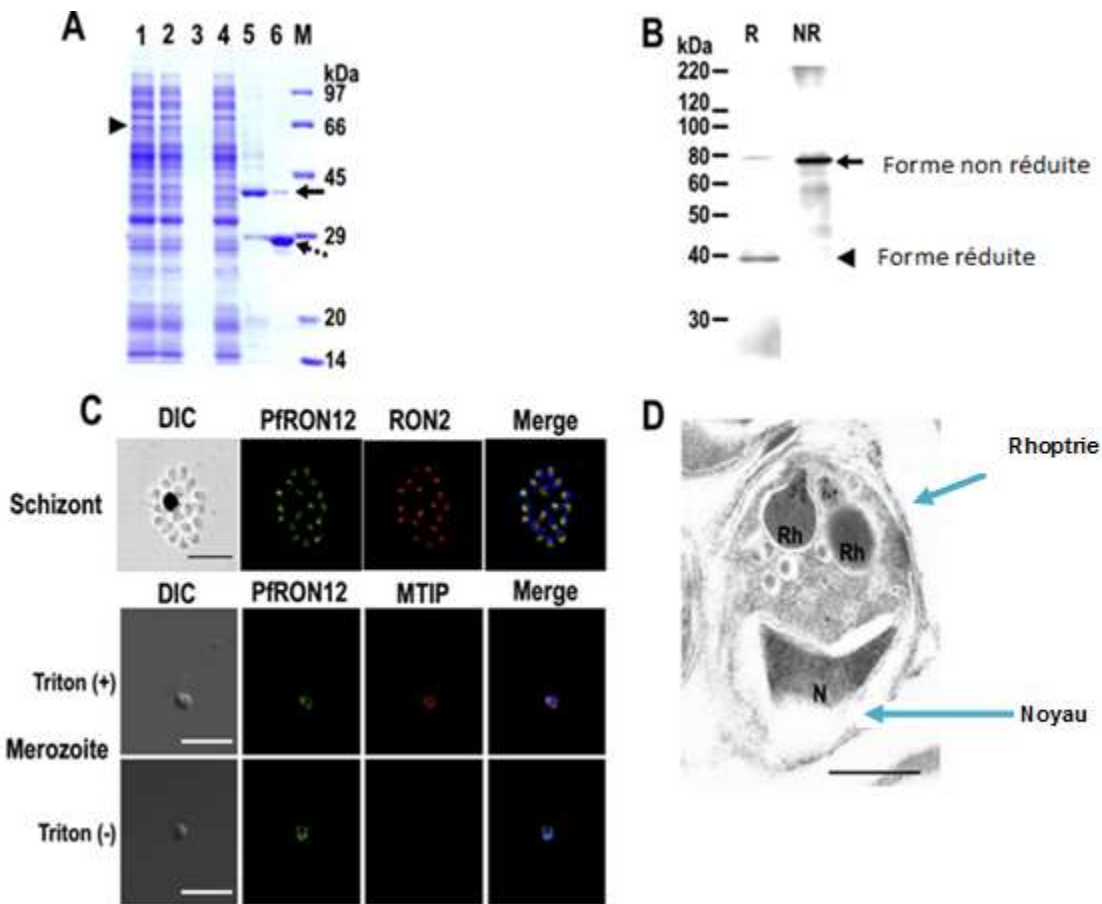 A
1 2 3 4 5 6 M
kDa
97
66
45
29
20
14
B
kDa
R NR
220
120
100
80
60
50
40
30
Forme non réduite
Forme réduite
C
DIC PfRON12 RON2 Merge
Schizont
DIC PfRON12 MTIP Merge
Triton (+)
Merozoite
Triton (-)
D
Rhoptrie
Rh
Rh
N
Noyau